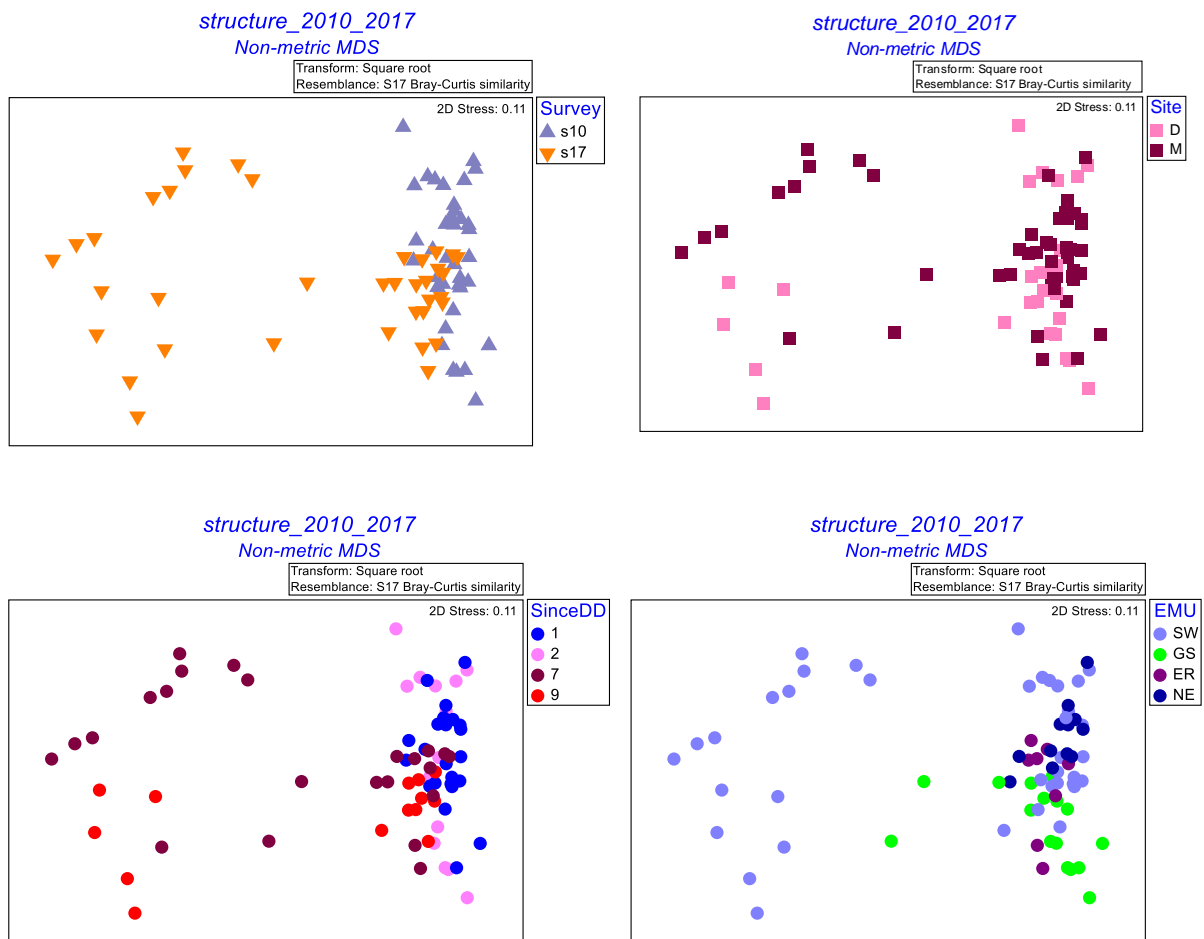 structure_2010_2017
Non-metric MDS
Transform: Square root
Resemblance: S17 Bray-Curtis similarity
2D Stress: 0.11
Survey
s10
s17
structure_2010_2017
Non-metric MDS
Transform: Square root
Resemblance: S17 Bray-Curtis similarity
2D Stress: 0.11
Site
D
M
structure_2010_2017
Non-metric MDS
Transform: Square root
Resemblance: S17 Bray-Curtis similarity
2D Stress: 0.11
SinceDD
1
2
7
9
structure_2010_2017
Non-metric MDS
Transform: Square root
Resemblance: S17 Bray-Curtis similarity
2D Stress: 0.11
EMU
SW
GS
ER
NE